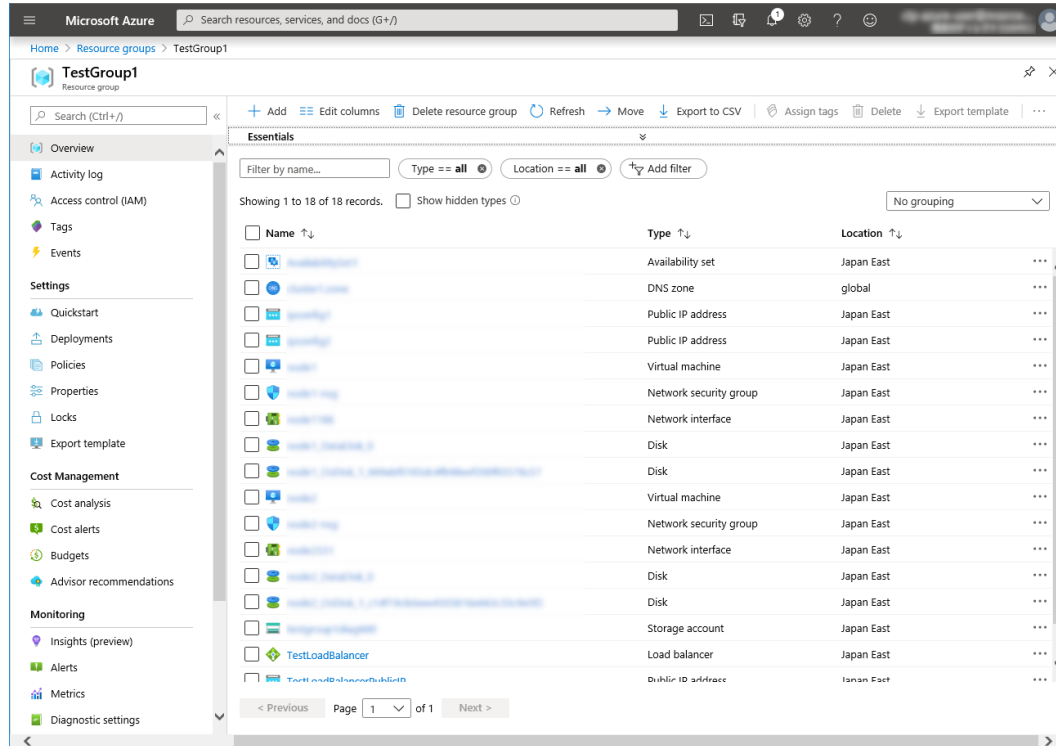 Microsoft Azure
Search resources, services, and docs (G+/)
1
Home > Resource groups > TestGroup1
TestGroup1
Resource group
Search (Ctrl+/)
«
Overview
Activity log
Access control (IAM)
Tags
Events
Settings
Quickstart
Deployments
Policies
Properties
Locks
Export template
Cost Management
Cost analysis
Cost alerts
Budgets
Advisor recommendations
Monitoring
Insights (preview)
Alerts
Metrics
Diagnostic settings
Add Edit columns Delete resource group Refresh Move Export to CSV Assign tags Delete Export template ...
Essentials
Filter by name... Type == all Location == all Add filter
Showing 1 to 18 of 18 records. Show hidden types
No grouping
Name ↑↓ Type ↑↓ Location ↑↓
Availability set Japan East ...
DNS zone global ...
Public IP address Japan East ...
Public IP address Japan East ...
Virtual machine Japan East ...
Network security group Japan East ...
Network interface Japan East ...
Disk Japan East ...
Disk Japan East ...
Virtual machine Japan East ...
Network security group Japan East ...
Network interface Japan East ...
Disk Japan East ...
Disk Japan East ...
Storage account Japan East ...
TestLoadBalancer Load balancer Japan East ...
TestLoadBalancerPublicIP Public IP address Japan East ...
< Previous Page 1 of 1 Next >